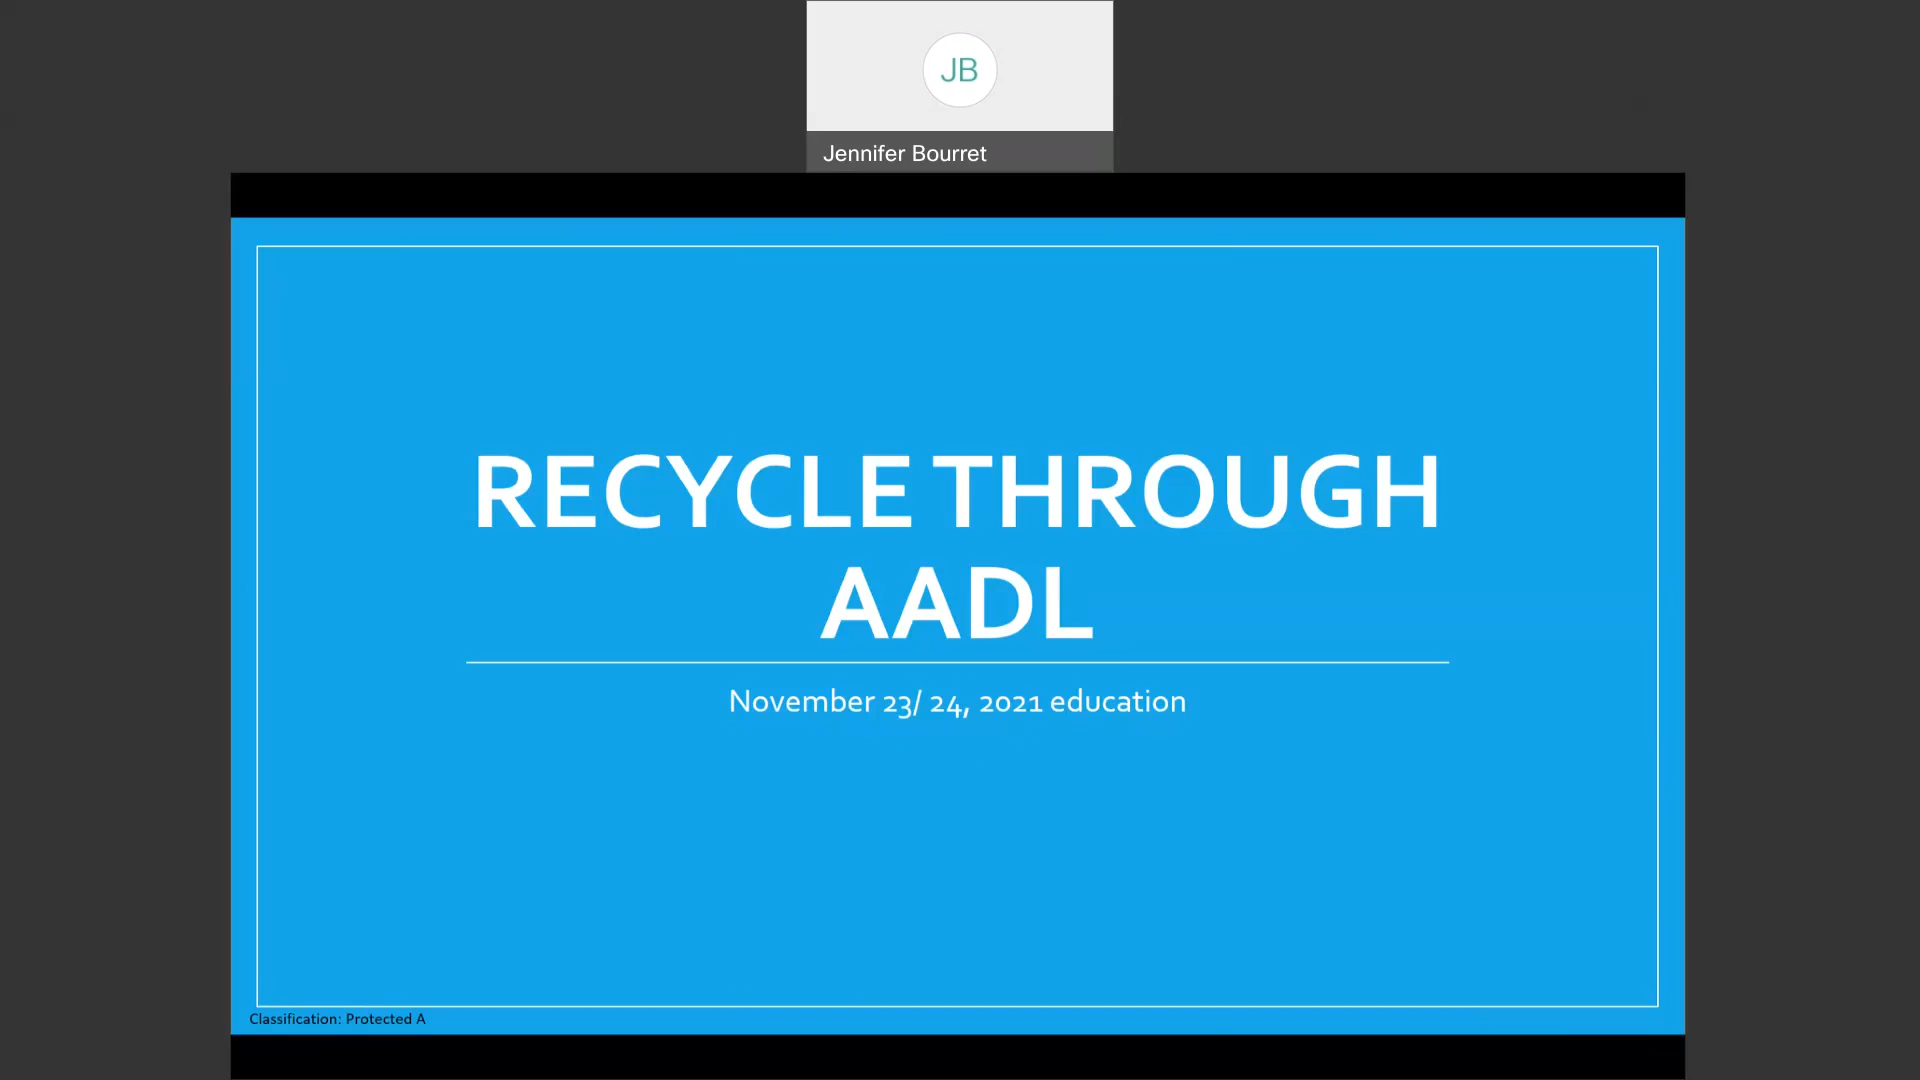 JB
Jennifer Bourret
RECYCLE THROUGH
AADL
November 23/ 24, 2021 education
Classification: Protected A